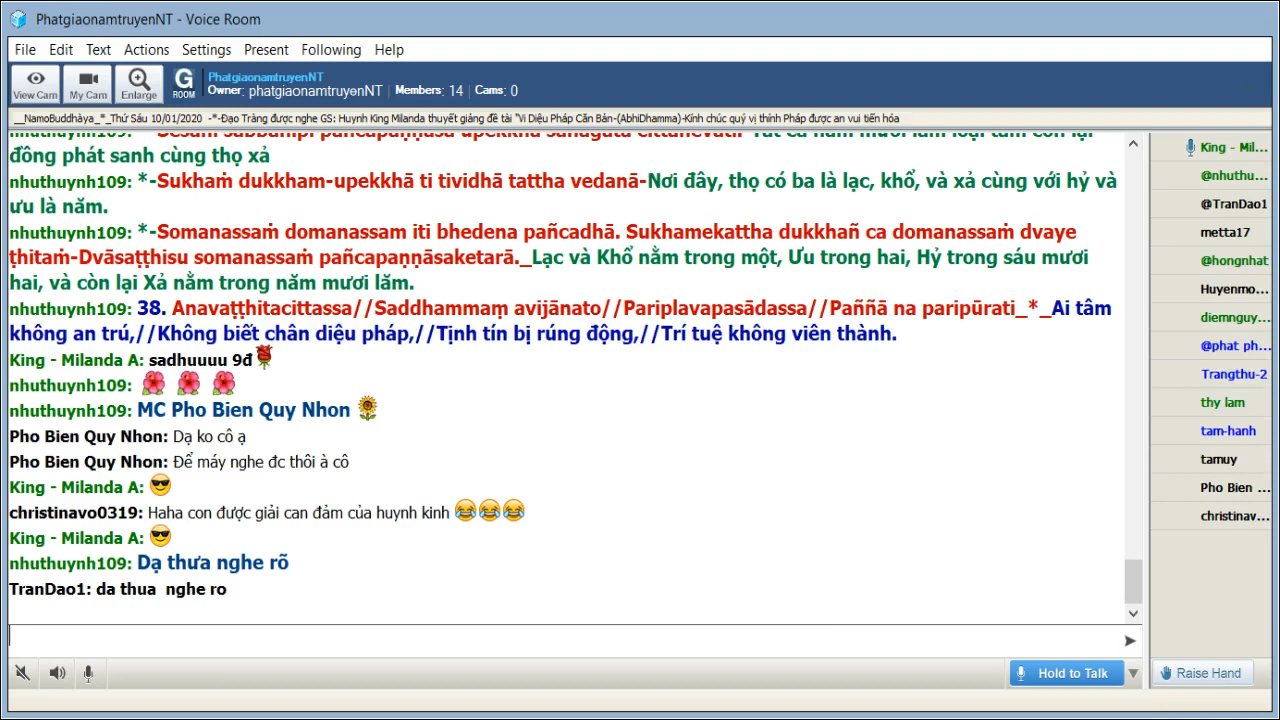 PhatgiaonamtruyenNT - Voice Room
File Edit Text Actions Settings Present Following Help
View Cam My Cam Enlarge G ROOM PhatgiaonamtruyenNT
Owner: phatgiaonamtruyenNT | Members: 14 | Cams: 0
__NamoBuddhàya_*_Thứ Sáu 10/01/2020 -*-Đạo Tràng được nghe GS: Huynh King Milanda thuyết giảng đề tài "Vi Diệu Pháp Căn Bản-(AbhiDhamma)-Kính chúc quý vị thính Pháp được an vui tiến hóa
đồng phát sanh cùng thọ xả
nhuthuynh109: *-Sukhaṁ dukkham-upekkhā ti tividhā tattha vedanā-Nơi đây, thọ có ba là lạc, khổ, và xả cùng với hỷ và
ưu là năm.
nhuthuynh109: *-Somanassaṁ domanassam iti bhedena pañcadhā. Sukhamekattha dukkhañ ca domanassaṁ dvaye
ṭhitaṁ-Dvāsaṭṭhisu somanassaṁ pañcapaṇṇāsaketarā._Lạc và Khổ nằm trong một, Ưu trong hai, Hỷ trong sáu mươi
hai, và còn lại Xả nằm trong năm mươi lăm.
nhuthuynh109: 38. Anavaṭṭhitacittassa//Saddhammaṃ avijānato//Pariplavapasādassa//Paññā na paripūrati_*_Ai tâm
không an trú,//Không biết chân diệu pháp,//Tịnh tín bị rúng động,//Trí tuệ không viên thành.
King - Milanda A: sadhuuuu 9đ
nhuthuynh109:
nhuthuynh109: MC Pho Bien Quy Nhon
Pho Bien Quy Nhon: Dạ ko cô ạ
Pho Bien Quy Nhon: Để máy nghe đc thôi à cô
King - Milanda A:
christinavo0319: Haha con được giải can đảm của huynh kinh
King - Milanda A:
nhuthuynh109: Dạ thưa nghe rõ
TranDao1: da thua nghe ro
King - Mil...
@nhuthu...
@TranDao1
metta17
@hongnhat
Huyenmo...
diemnguy...
@phat ph...
Trangthu-2
thy lam
tam-hanh
tamuy
Pho Bien ...
christinav...
Hold to Talk
Raise Hand